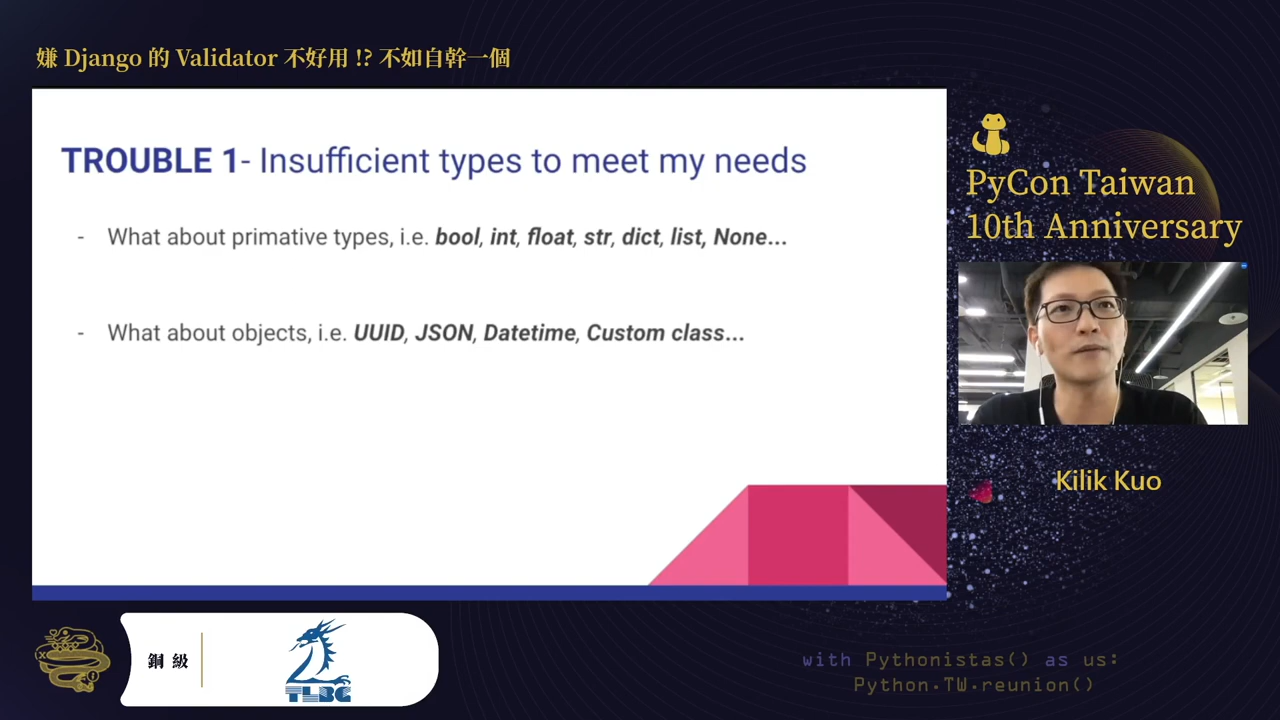 嫌 Django 的 Validator 不好用 !? 不如自幹一個
TROUBLE 1- Insufficient types to meet my needs
- What about primative types, i.e. bool, int, float, str, dict, list, None...
- What about objects, i.e. UUID, JSON, Datetime, Custom class...
PyCon Taiwan
10th Anniversary
Kilik Kuo
銅 級
TLBC
with Pythonistas() as us:
Python.TW.reunion()